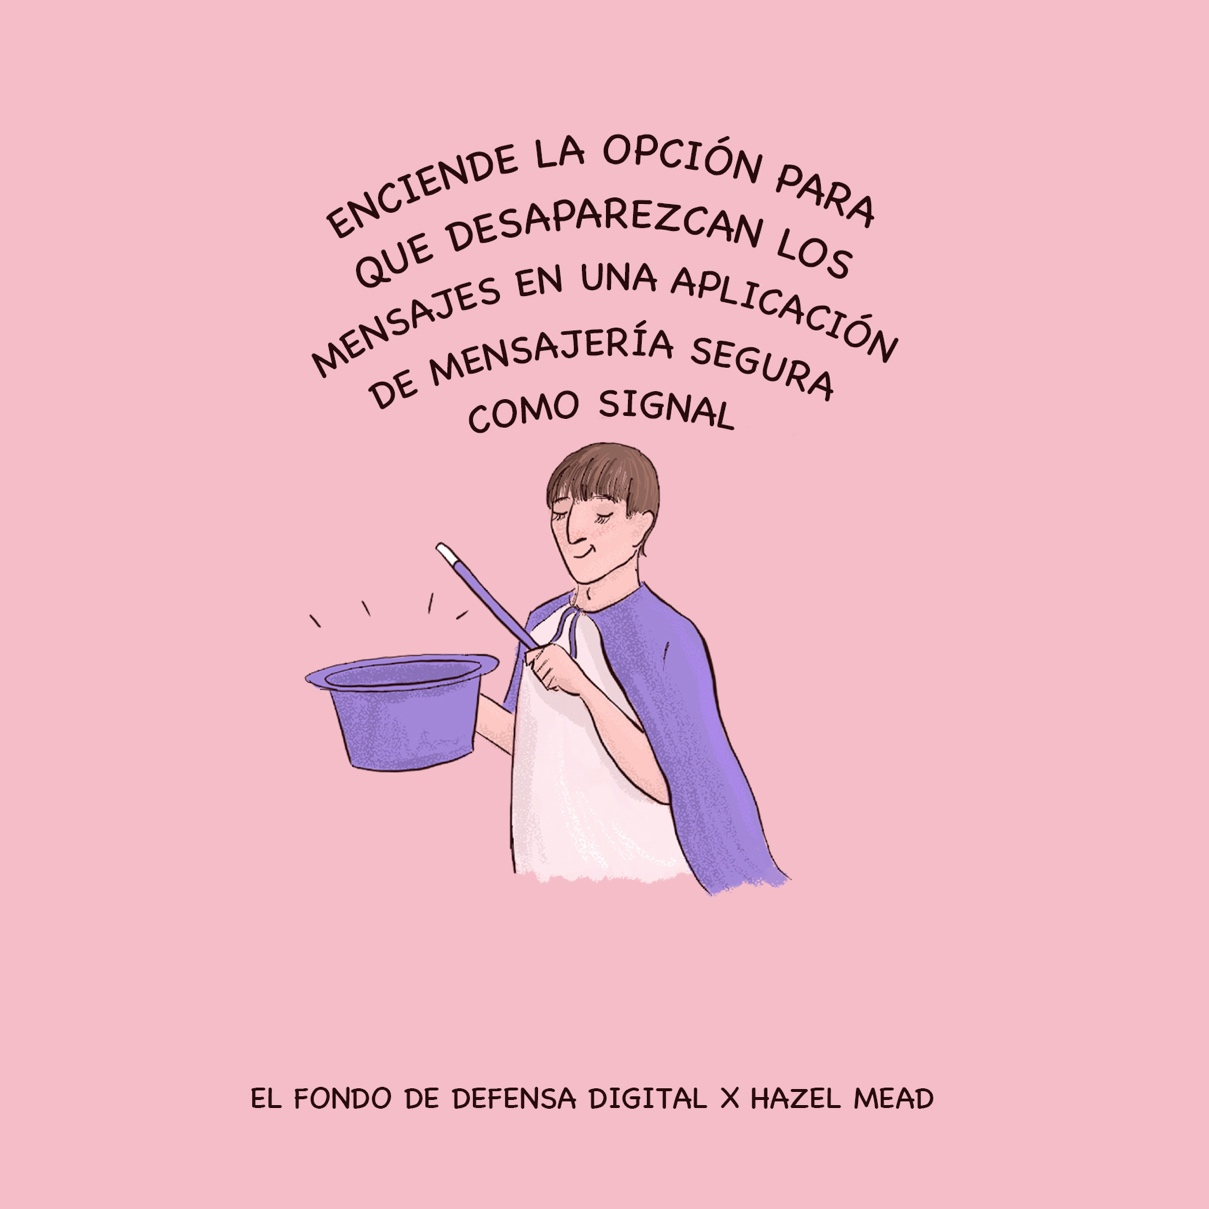 ENCIENDE LA OPCIÓN PARA
QUE DESAPAREZCAN LOS
MENSAJES EN UNA APLICACIÓN
DE MENSAJERÍA SEGURA
COMO SIGNAL
EL FONDO DE DEFENSA DIGITAL X HAZEL MEAD